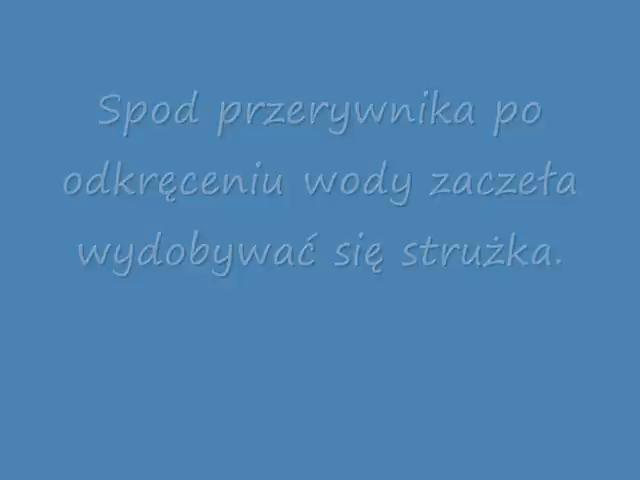 Spod przerywnika po
odkręceniu wody zaczeła
wydobywać się strużka.